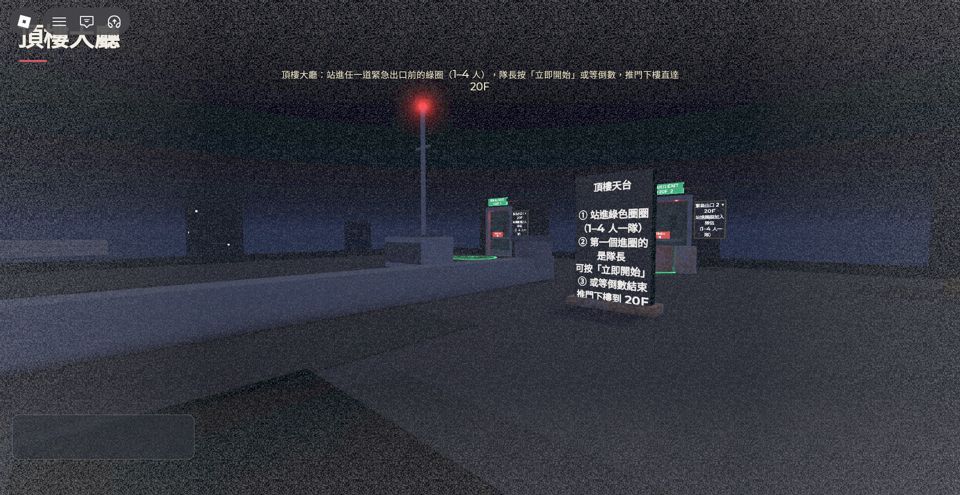 頂樓大廳
頂樓大廳：站進任一道緊急出口前的綠圈（1–4 人），隊長按「立即開始」或等倒數，推門下樓直達
20F
頂樓天台
① 站進綠色圈圈
（1–4 人一隊）
② 第一個進圈的
是隊長
可按「立即開始」
③ 或等倒數結束
推門下樓到 20F
緊急出口 2 •
20F